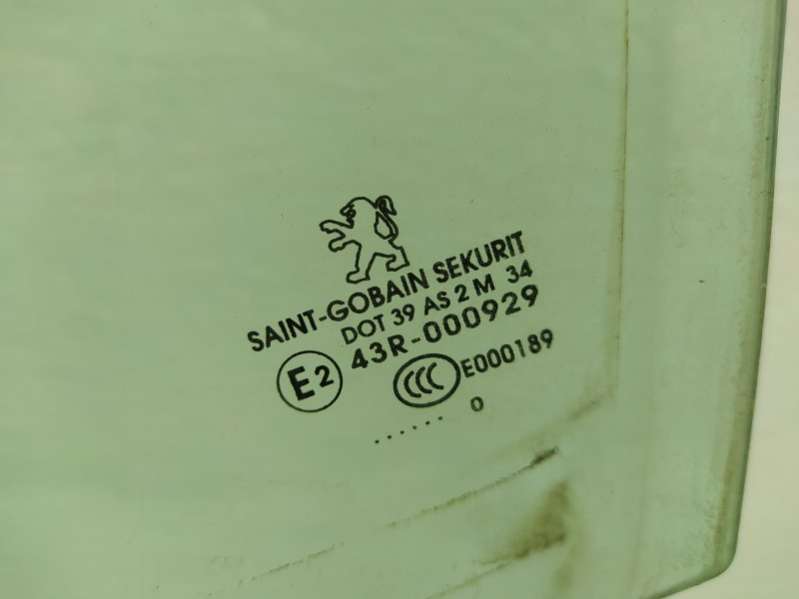 SAINT-GOBAIN SEKURIT
DOT 39 AS 2 M 34
E2 43R-000929
CCC E000189
...... 0